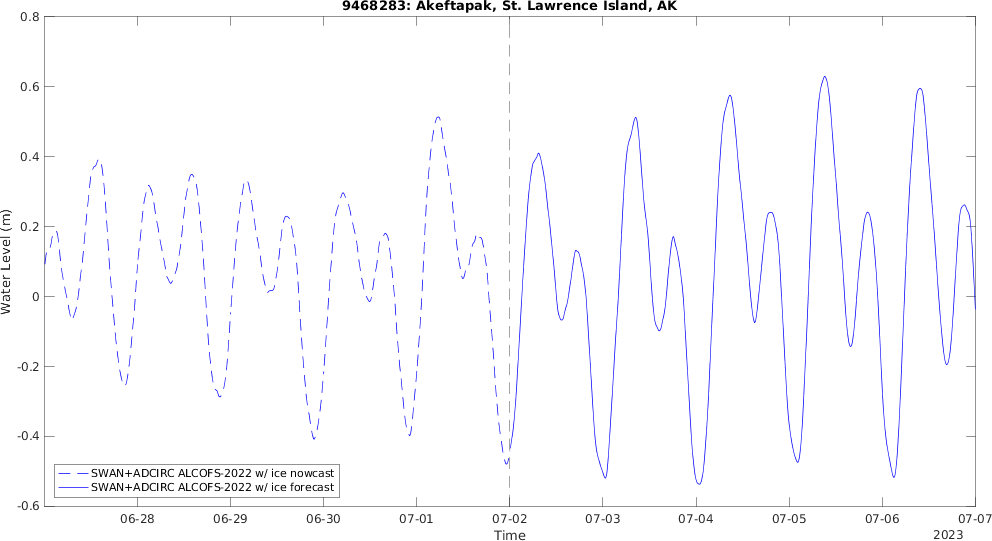 9468283: Akeftapak, St. Lawrence Island, AK
0.8
0.6
0.4
0.2
0
-0.2
-0.4
-0.6
Water Level (m)
SWAN+ADCIRC ALCOFS-2022 w/ ice nowcast
SWAN+ADCIRC ALCOFS-2022 w/ ice forecast
06-28 06-29 06-30 07-01 07-02 07-03 07-04 07-05 07-06 07-07
Time
2023